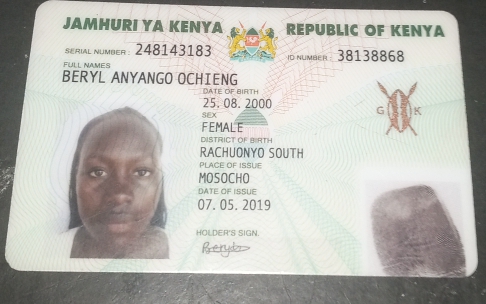 JAMHURI YA KENYA REPUBLIC OF KENYA
SERIAL NUMBER: 248143183 ID NUMBER: 38138868
FULL NAMES
BERYL ANYANGO OCHIENG
DATE OF BIRTH
25. 08. 2000
SEX
FEMALE
G K
DISTRICT OF BIRTH
RACHUONYO SOUTH
PLACE OF ISSUE
MOSOCHO
DATE OF ISSUE
07. 05. 2019
HOLDER'S SIGN.
Beryl